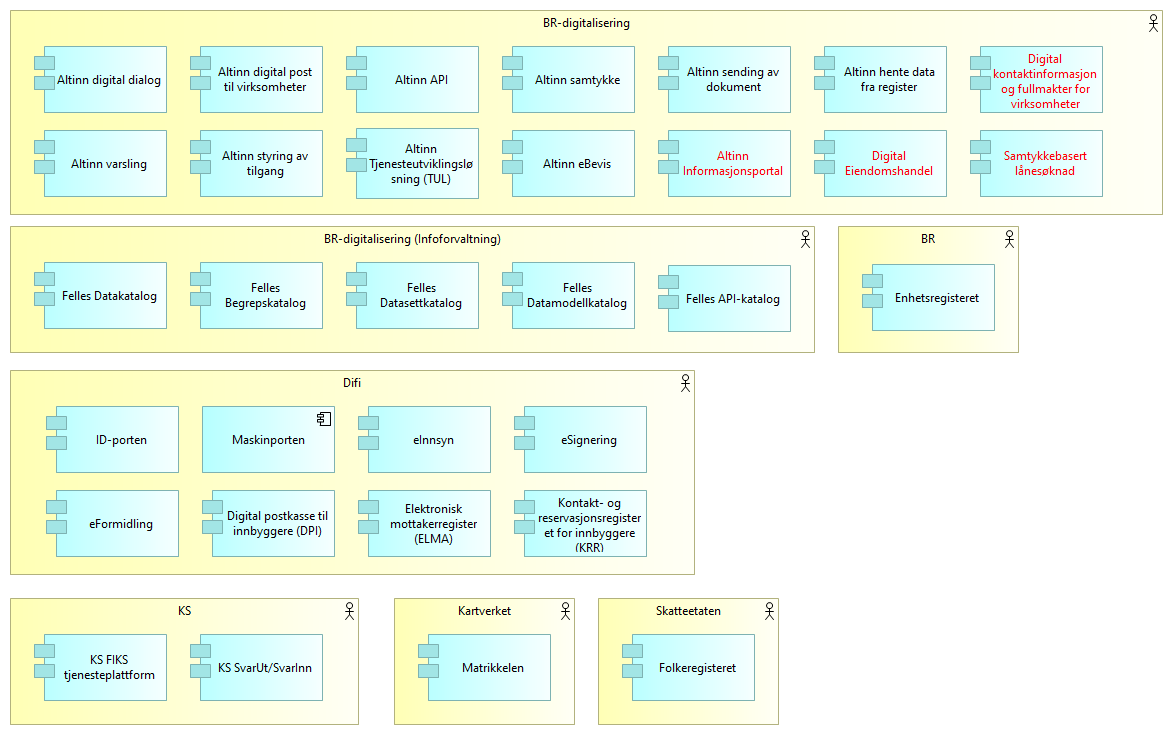 BR-digitalisering
Altinn digital dialog
Altinn digital post
til virksomheter
Altinn API
Altinn samtykke
Altinn sending av
dokument
Altinn hente data
fra register
Digital
kontaktinformasjon
og fullmakter for
virksomheter
Altinn varsling
Altinn styring av
tilgang
Altinn
Tjenesteutviklingslø
sning (TUL)
Altinn eBevis
Altinn
Informasjonsportal
Digital
Eiendomshandel
Samtykkebasert
lånesøknad
BR-digitalisering (Infoforvaltning)
Felles Datakatalog
Felles
Begrepskatalog
Felles
Datasettkatalog
Felles
Datamodellkatalog
Felles API-katalog
BR
Enhetsregisteret
Difi
ID-porten
Maskinporten
eInnsyn
eSignering
eFormidling
Digital postkasse til
innbyggere (DPI)
Elektronisk
mottakerregister
(ELMA)
Kontakt- og
reservasjonsregister
et for innbyggere
(KRR)
KS
KS FIKS
tjenesteplattform
KS SvarUt/SvarInn
Kartverket
Matrikkelen
Skatteetaten
Folkeregisteret